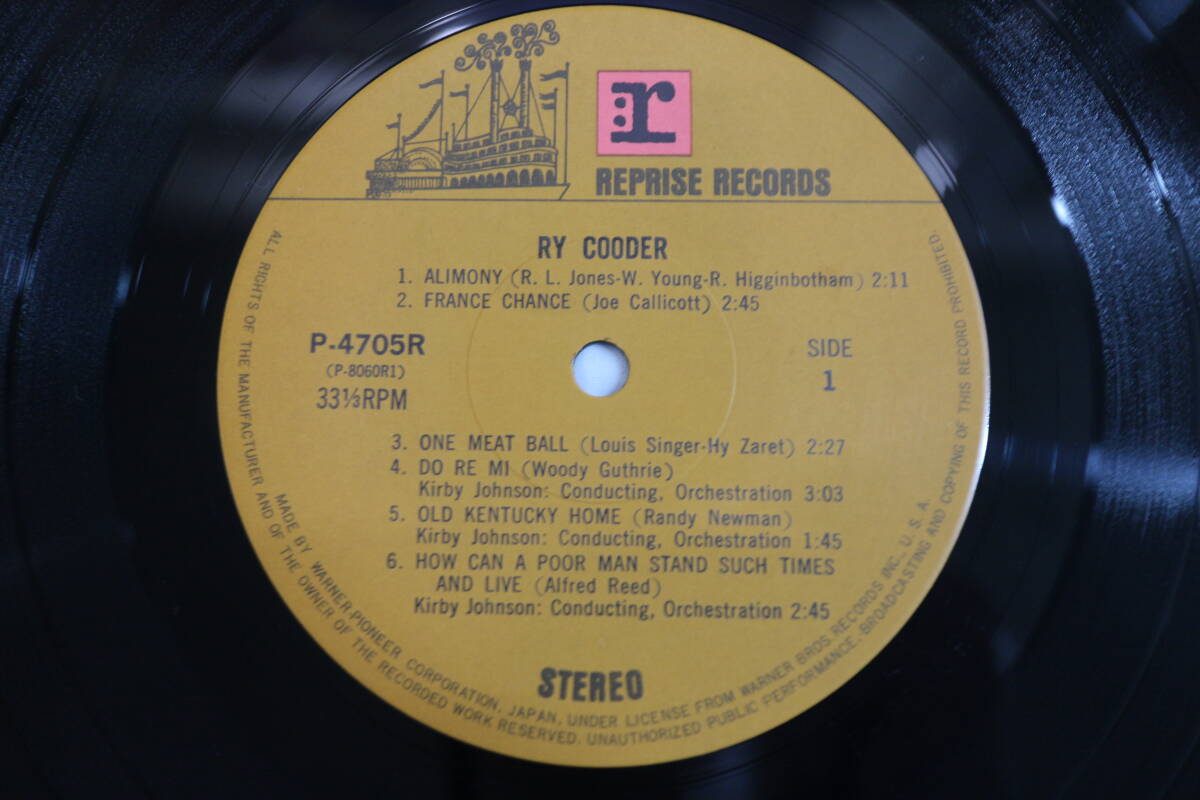 r
REPRISE RECORDS
RY COODER
1. ALIMONY (R. L. Jones-W. Young-R. Higginbotham) 2:11
2. FRANCE CHANCE (Joe Callicott) 2:45
P-4705R
(P-8060R1)
33⅓RPM
SIDE
1
3. ONE MEAT BALL (Louis Singer-Hy Zaret) 2:27
4. DO RE MI (Woody Guthrie)
Kirby Johnson: Conducting, Orchestration 3:03
5. OLD KENTUCKY HOME (Randy Newman)
Kirby Johnson: Conducting, Orchestration 1:45
6. HOW CAN A POOR MAN STAND SUCH TIMES
AND LIVE (Alfred Reed)
Kirby Johnson: Conducting, Orchestration 2:45
STEREO
MADE BY WARNER-PIONEER CORPORATION, JAPAN, UNDER LICENSE FROM WARNER BROS. RECORDS INC., U. S. A.
ALL RIGHTS OF THE MANUFACTURER AND OF THE OWNER OF THE RECORDED WORK RESERVED. UNAUTHORIZED PUBLIC PERFORMANCE, BROADCASTING AND COPYING OF THIS RECORD PROHIBITED.